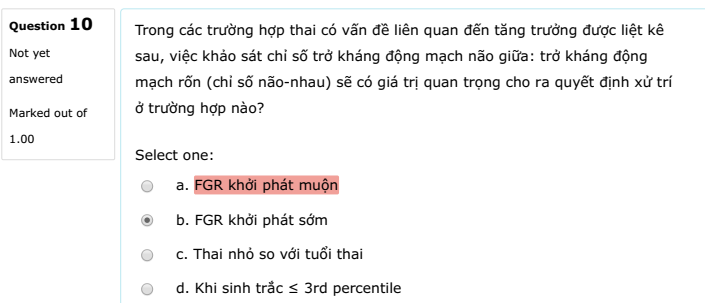 Question 10
Not yet
answered
Marked out of
1.00
Trong các trường hợp thai có vấn đề liên quan đến tăng trưởng được liệt kê
sau, việc khảo sát chỉ số trở kháng động mạch não giữa: trở kháng động
mạch rốn (chỉ số não-nhau) sẽ có giá trị quan trọng cho ra quyết định xử trí
ở trường hợp nào?
Select one:
a. FGR khởi phát muộn
b. FGR khởi phát sớm
c. Thai nhỏ so với tuổi thai
d. Khi sinh trắc ≤ 3rd percentile